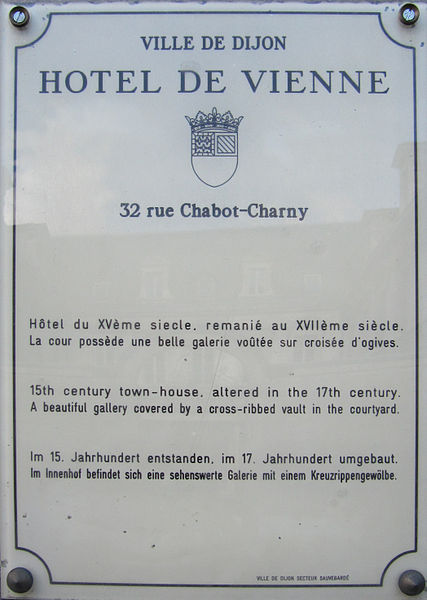 VILLE DE DIJON
HOTEL DE VIENNE
32 rue Chabot-Charny
Hôtel du XVème siecle, remanié au XVIIème siècle.
La cour possède une belle galerie voûtée sur croisée d'ogives.
15th century town-house, altered in the 17th century.
A beautiful gallery covered by a cross-ribbed vault in the courtyard.
Im 15. Jahrhundert entstanden, im 17. Jahrhundert umgebaut.
Im Innenhof befindet sich eine sehenswerte Galerie mit einem Kreuzrippengewölbe.
VILLE DE DIJON SECTEUR SAUVEGARDÉ